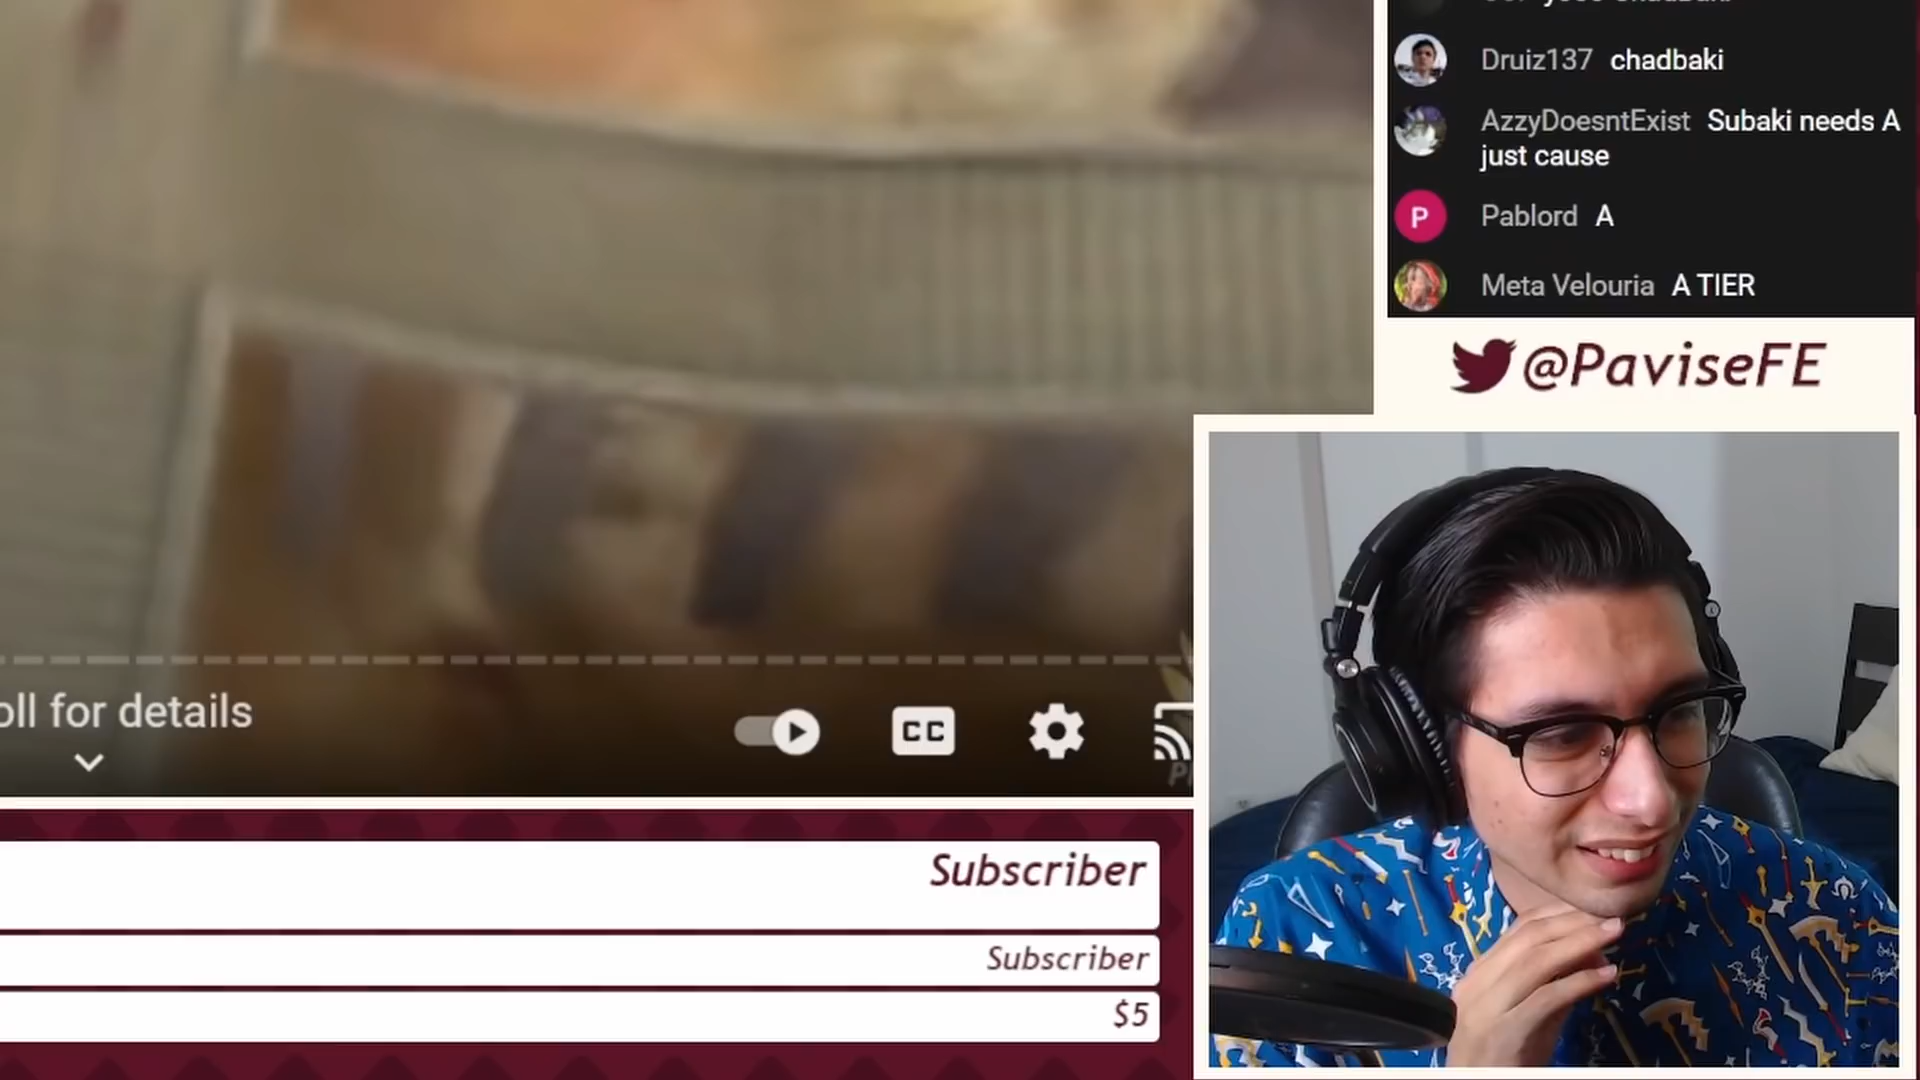 Druiz137 chadbaki
AzzyDoesntExist Subaki needs A
just cause
P Pablord A
Meta Velouria A TIER
@PaviseFE
oll for details
CC
Subscriber
Subscriber
$5